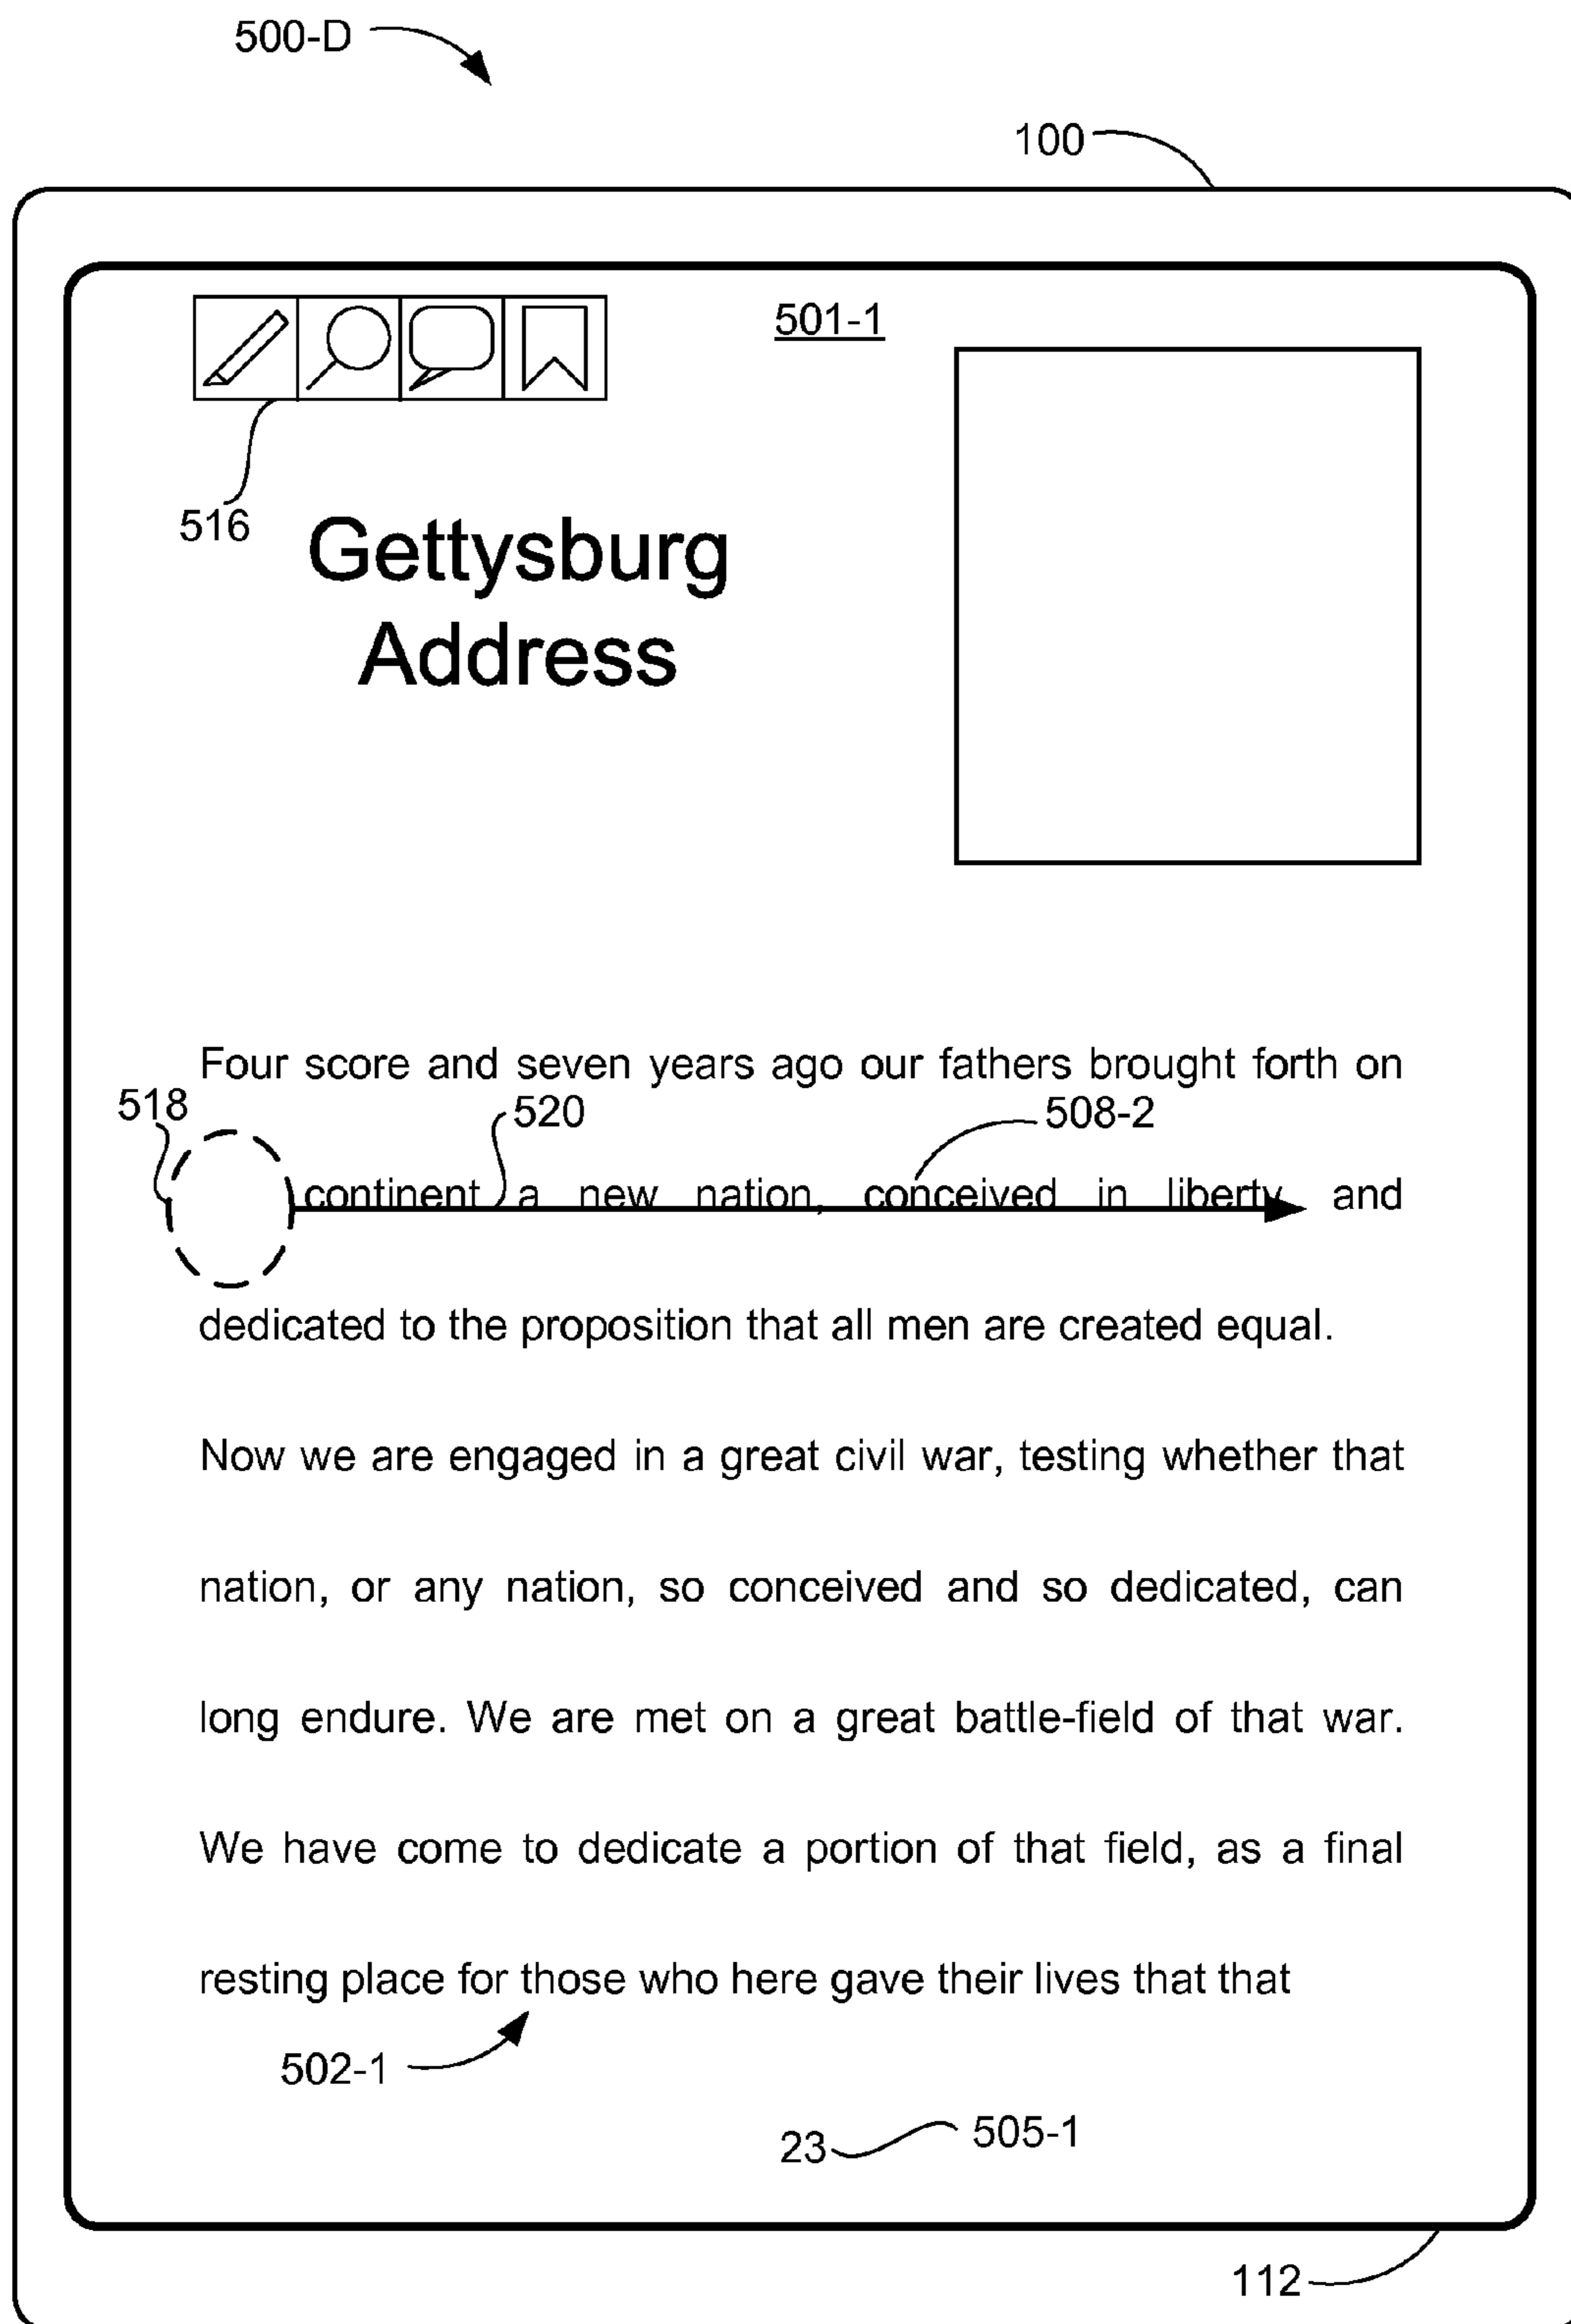 500-D
100
501-1
516
Gettysburg
Address
Four score and seven years ago our fathers brought forth on
518
520
508-2
continent a new nation, conceived in liberty and
dedicated to the proposition that all men are created equal.
Now we are engaged in a great civil war, testing whether that
nation, or any nation, so conceived and so dedicated, can
long endure. We are met on a great battle-field of that war.
We have come to dedicate a portion of that field, as a final
resting place for those who here gave their lives that that
502-1
23
505-1
112